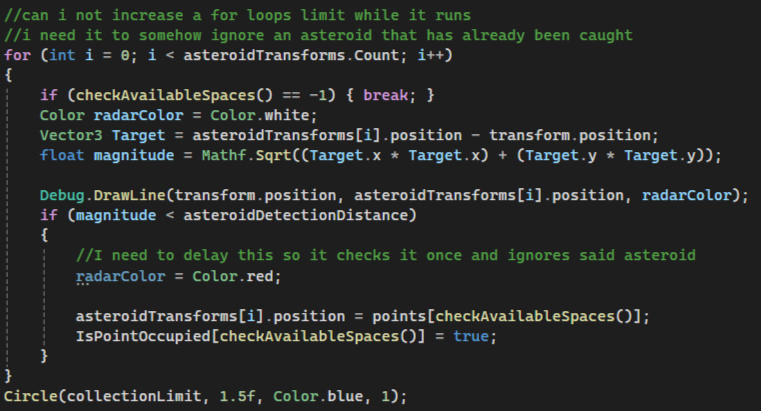 //can i not increase a for loops limit while it runs
//i need it to somehow ignore an asteroid that has already been caught
for (int i = 0; i < asteroidTransforms.Count; i++)
{
if (checkAvailableSpaces() == -1) { break; }
Color radarColor = Color.white;
Vector3 Target = asteroidTransforms[i].position - transform.position;
float magnitude = Mathf.Sqrt((Target.x * Target.x) + (Target.y * Target.y));
Debug.DrawLine(transform.position, asteroidTransforms[i].position, radarColor);
if (magnitude < asteroidDetectionDistance)
{
//I need to delay this so it checks it once and ignores said asteroid
radarColor = Color.red;
asteroidTransforms[i].position = points[checkAvailableSpaces()];
IsPointOccupied[checkAvailableSpaces()] = true;
}
}
Circle(collectionLimit, 1.5f, Color.blue, 1);